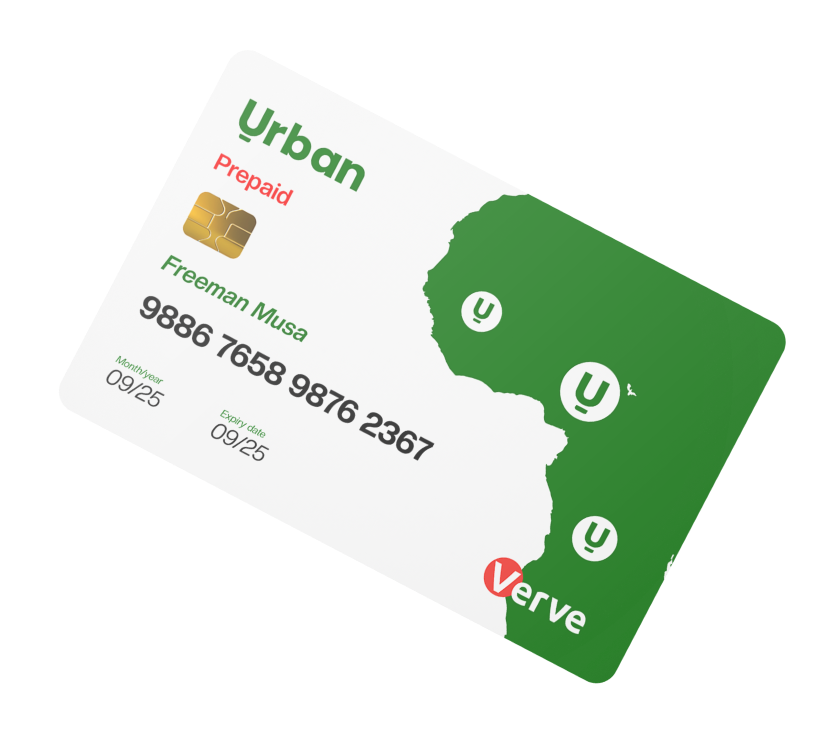 Urban
Prepaid
Freeman Musa
9886 7658 9876 2367
Month/year
09/25
Expiry date
09/25
U
U
U
Verve